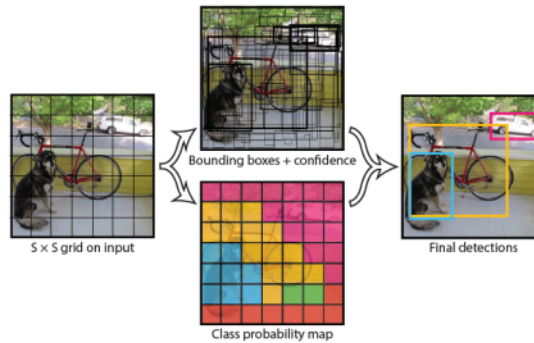 Bounding boxes + confidence
S × S grid on input
Final detections
Class probability map